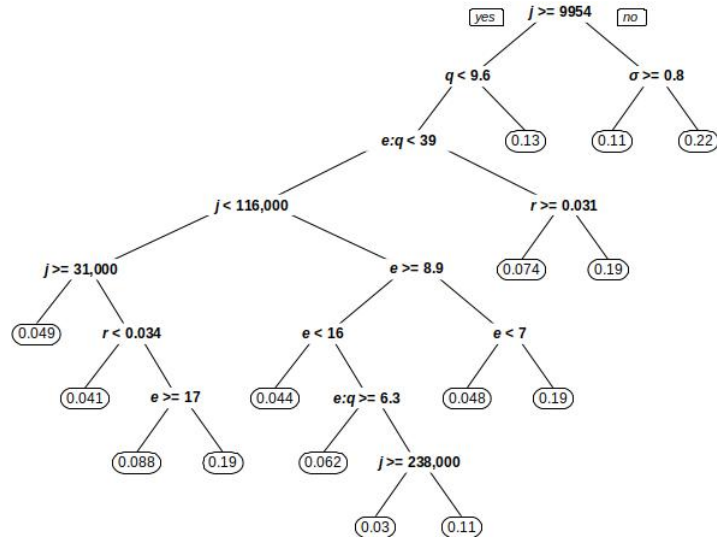 yes j >= 9954 no
q < 9.6 σ >= 0.8
e:q < 39 0.13 0.11 0.22
j < 116,000 r >= 0.031
j >= 31,000 e >= 8.9 0.074 0.19
0.049 r < 0.034 e < 16 e < 7
0.041 e >= 17 0.044 e:q >= 6.3 0.048 0.19
0.088 0.19 0.062 j >= 238,000
0.03 0.11